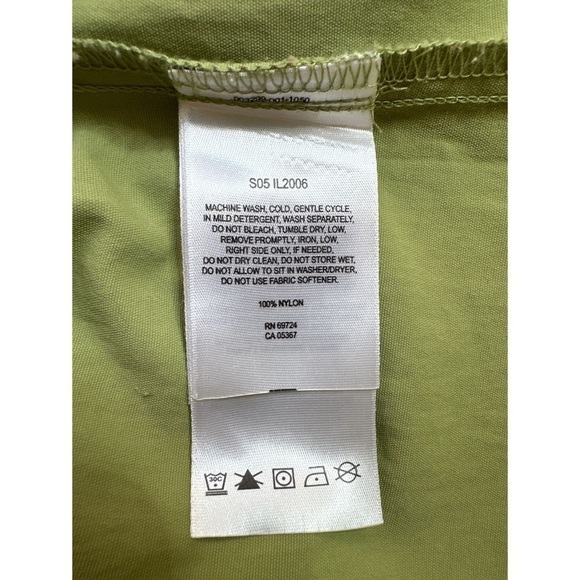 S05 IL2006
MACHINE WASH, COLD, GENTLE CYCLE,
IN MILD DETERGENT, WASH SEPARATELY,
DO NOT BLEACH, TUMBLE DRY, LOW,
REMOVE PROMPTLY, IRON, LOW,
RIGHT SIDE ONLY, IF NEEDED,
DO NOT DRY CLEAN, DO NOT STORE WET,
DO NOT ALLOW TO SIT IN WASHER/DRYER,
DO NOT USE FABRIC SOFTENER.
100% NYLON
RN 69724
CA 05367
30C